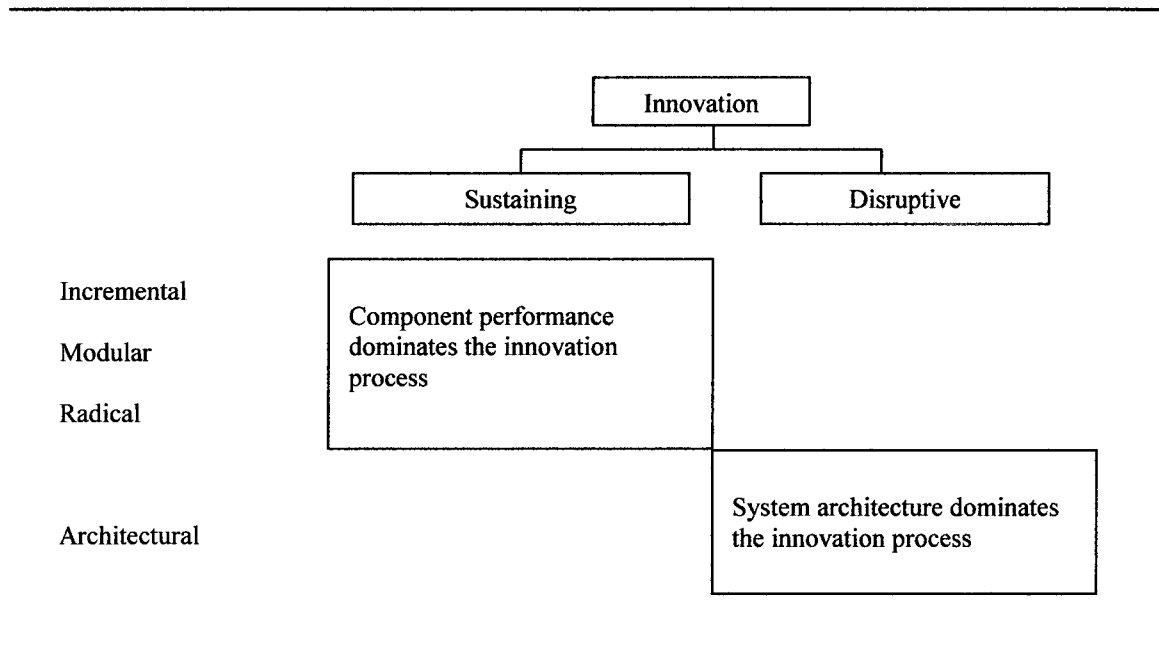 Innovation
Sustaining
Disruptive
Incremental
Modular
Radical
Architectural
Component performance
dominates the innovation
process
System architecture dominates
the innovation process